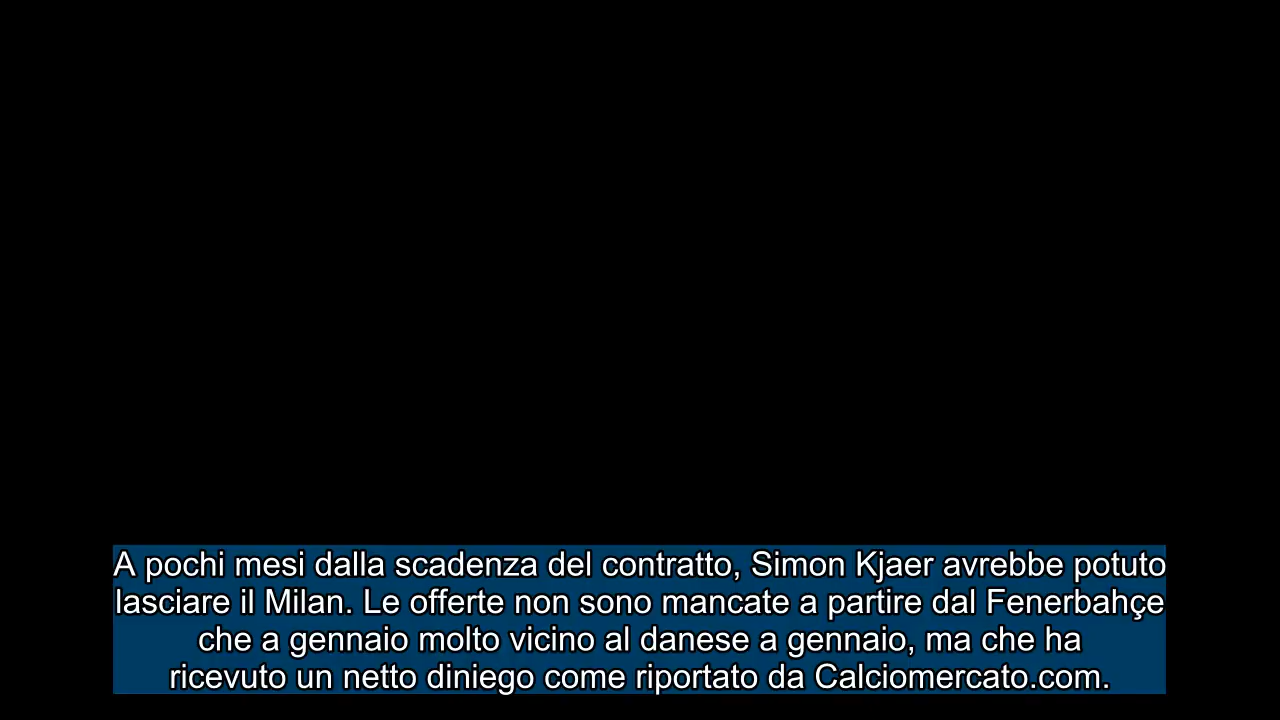 A pochi mesi dalla scadenza del contratto, Simon Kjaer avrebbe potuto
lasciare il Milan. Le offerte non sono mancate a partire dal Fenerbahçe
che a gennaio molto vicino al danese a gennaio, ma che ha
ricevuto un netto diniego come riportato da Calciomercato.com.